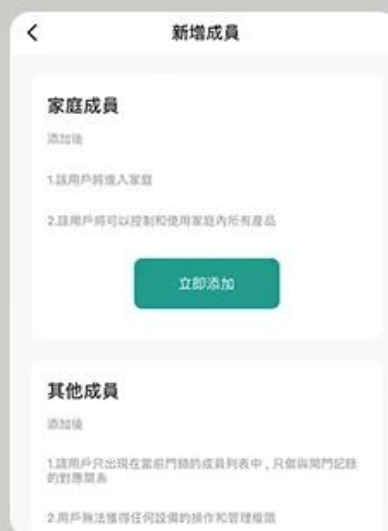 新增成員
家庭成員
添加後
1.該用戶將進入家庭
2.該用戶將可以控制和使用家庭內所有產品
立即添加
其他成員
添加後
1.該用戶只出現在當前門鎖的成員列表中，只做與開門記錄
的對應關系
2.用戶無法獲得任何設備的操作和管理權限